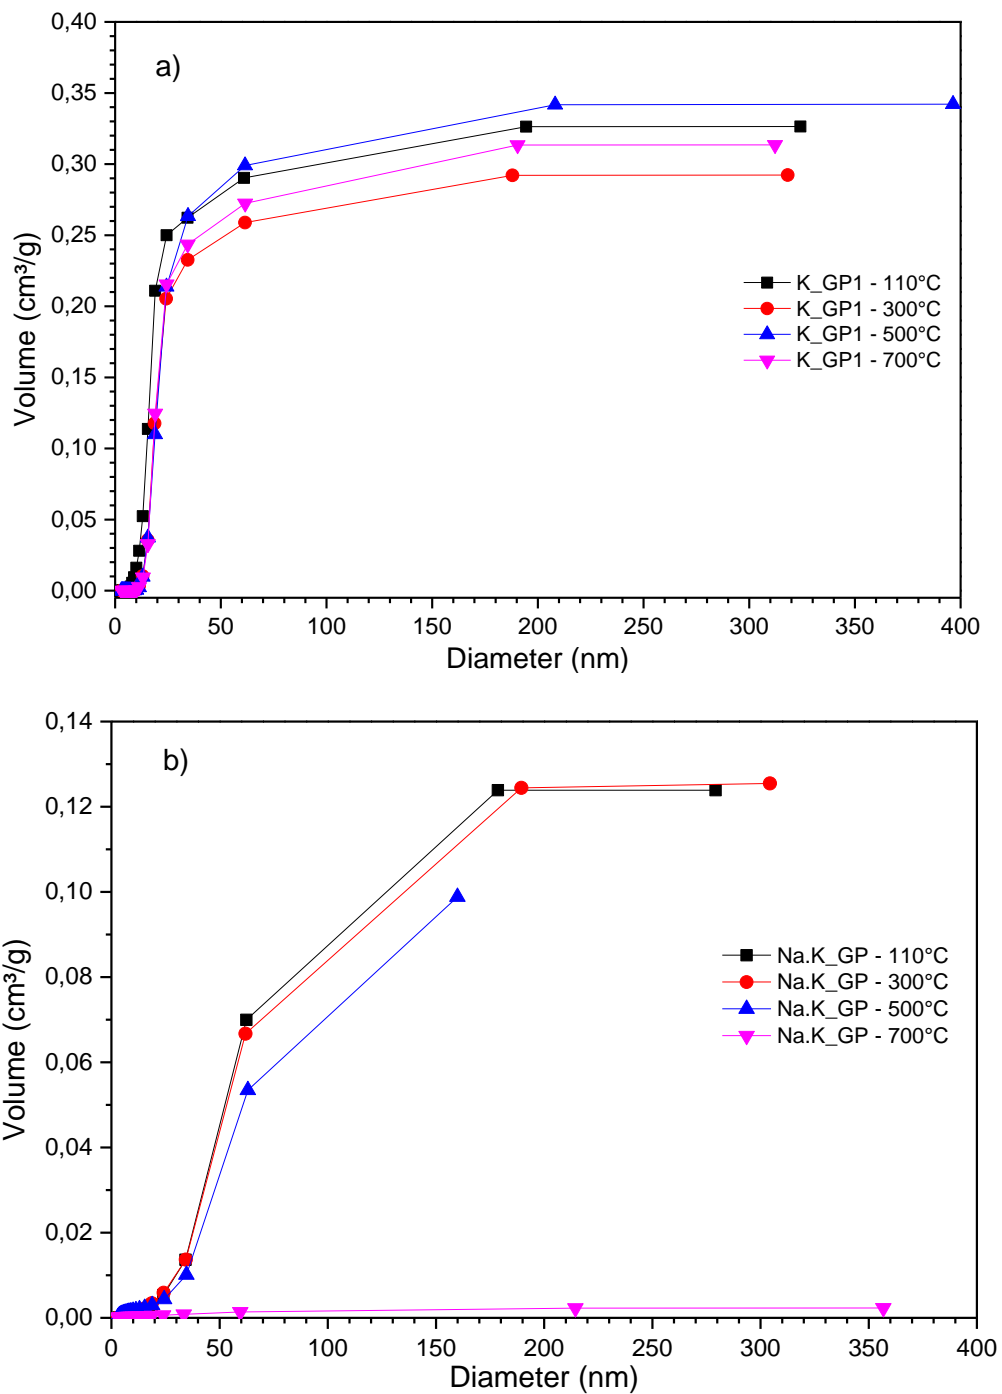 a)
0,40
0,35
0,30
0,25
0,20
0,15
0,10
0,05
0,00
Volume (cm³/g)
K_GP1 - 110°C
K_GP1 - 300°C
K_GP1 - 500°C
K_GP1 - 700°C
0 50 100 150 200 250 300 350 400
Diameter (nm)
b)
0,14
0,12
0,10
0,08
0,06
0,04
0,02
0,00
Volume (cm³/g)
Na.K_GP - 110°C
Na.K_GP - 300°C
Na.K_GP - 500°C
Na.K_GP - 700°C
0 50 100 150 200 250 300 350 400
Diameter (nm)